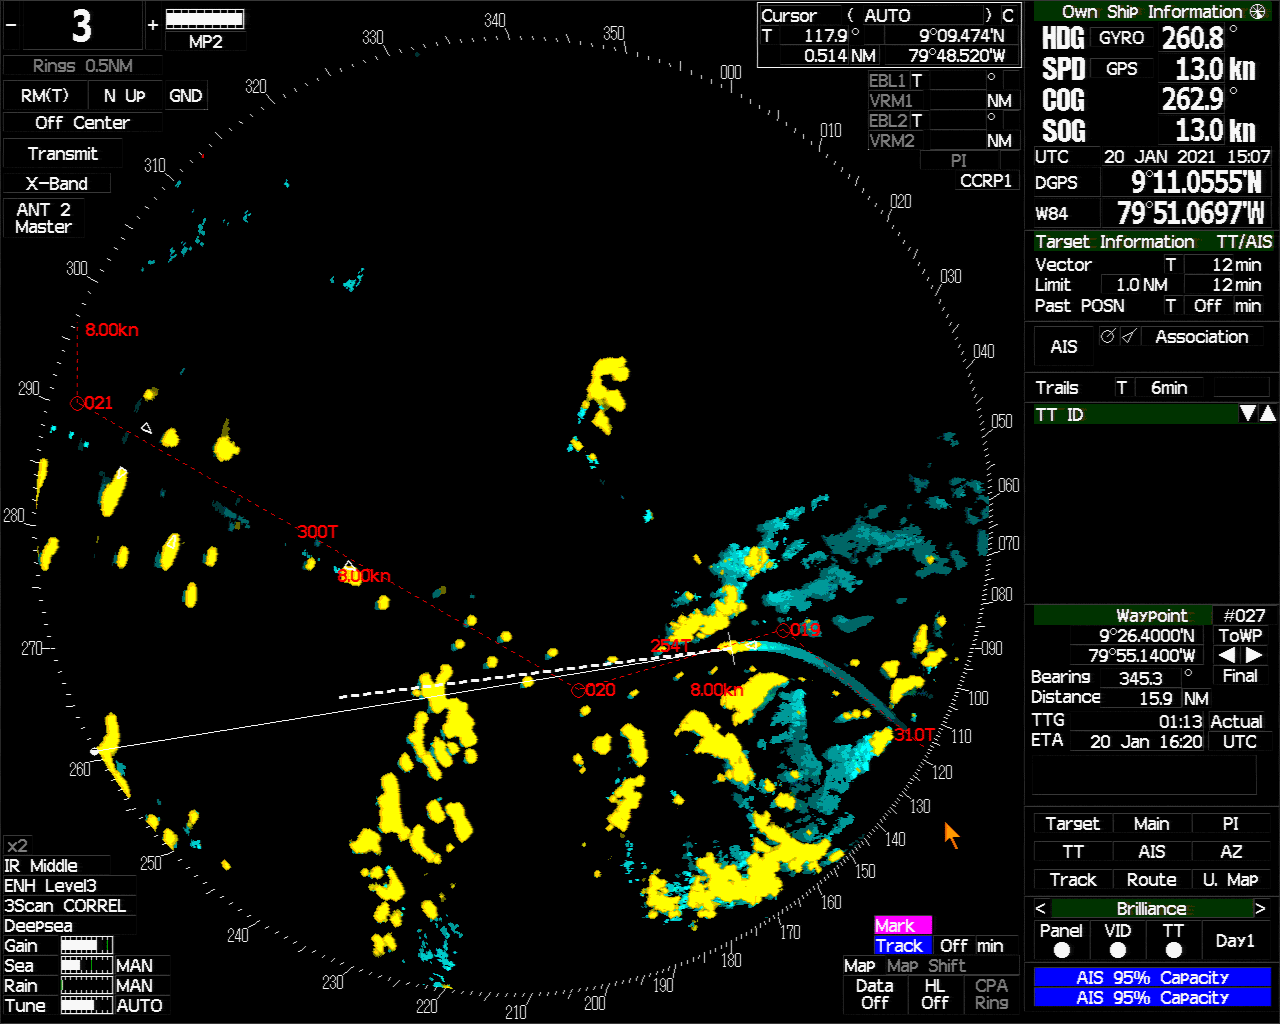 - 3 +
MP2
Rings 0.5NM
RM(T) N Up GND
Off Center
Transmit
X-Band
ANT 2
Master
Cursor ( AUTO ) C
T 117.9 ° 9°09.474'N
0.514 NM 79°48.520'W
EBL1 T °
VRM1 NM
EBL2 T °
VRM2 NM
PI
CCRP1
340
330
350
320
000
310
010
020
300
030
040
290
050
060
280
070
080
270
090
100
260
110
120
130
140
250
150
160
240
170
180
230
190
220
200
210
8.00kn
021
300T
8.00kn
254T
019
020
8.00kn
310T
x2
IR Middle
ENH Level3
3Scan CORREL
Deepsea
Gain
Sea MAN
Rain MAN
Tune AUTO
Mark
Track Off min
Map Map Shift
Data Off
HL Off
CPA Ring
Own Ship Information
HDG GYRO 260.8 °
SPD GPS 13.0 kn
COG 262.9 °
SOG 13.0 kn
UTC 20 JAN 2021 15:07
DGPS 9°11.0555'N
W84 79°51.0697'W
Target Information TT/AIS
Vector T 12 min
Limit 1.0 NM 12 min
Past POSN T Off min
AIS Association
Trails T 6min
TT ID
Waypoint #027
9°26.4000'N ToWP
79°55.1400'W
Bearing 345.3 ° Final
Distance 15.9 NM
TTG 01:13 Actual
ETA 20 Jan 16:20 UTC
Target Main PI
TT AIS AZ
Track Route U. Map
< Brilliance >
Panel VID TT Day1
AIS 95% Capacity
AIS 95% Capacity